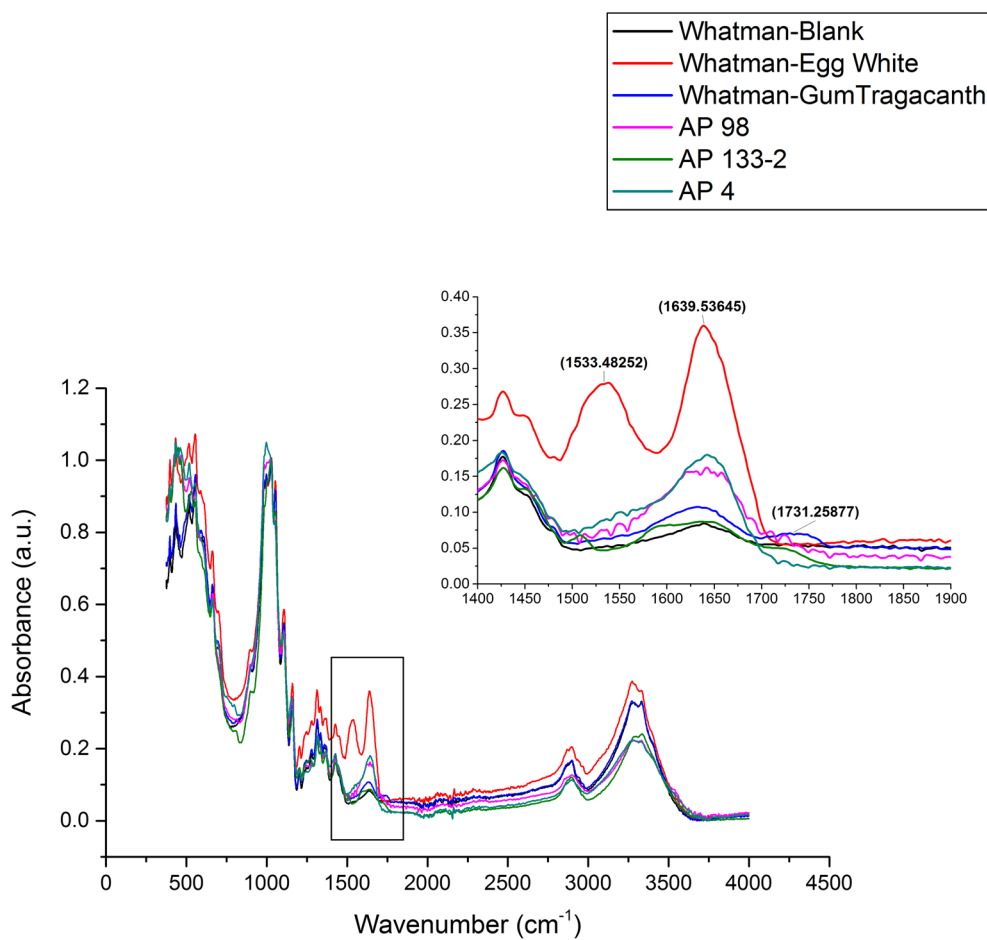 Whatman-Blank
Whatman-Egg White
Whatman-GumTragacanth
AP 98
AP 133-2
AP 4
0.40
0.35
0.30
0.25
0.20
0.15
0.10
0.05
0.00
(1639.53645)
(1533.48252)
(1731.25877)
1400 1450 1500 1550 1600 1650 1700 1750 1800 1850 1900
1.2
1.0
0.8
0.6
0.4
0.2
0.0
Absorbance (a.u.)
0 500 1000 1500 2000 2500 3000 3500 4000 4500
Wavenumber (cm⁻¹)